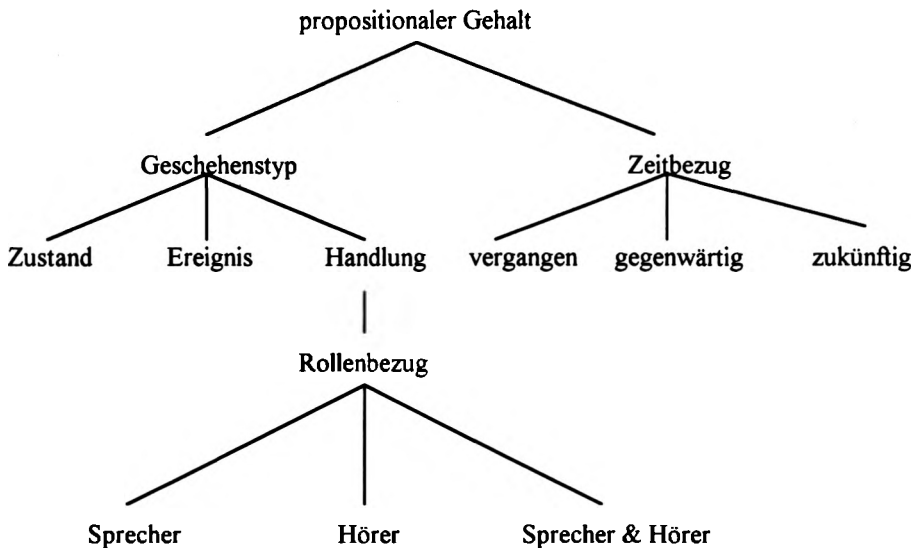 propositionaler Gehalt
Geschehenstyp Zeitbezug
Zustand Ereignis Handlung vergangen gegenwärtig zukünftig
Rollenbezug
Sprecher Hörer Sprecher & Hörer